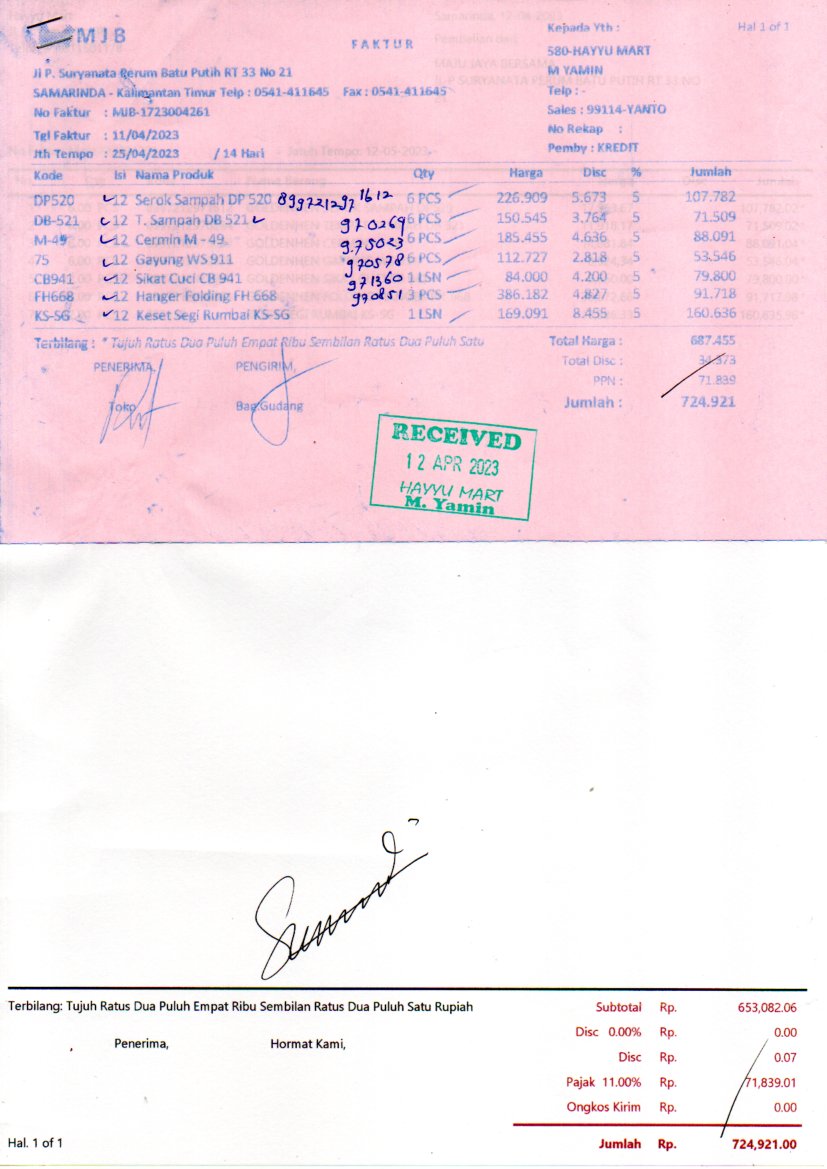 MJB
FAKTUR
Kepada Yth :
Hal 1 of 1
580-HAYYU MART
Jl P. Suryanata Perum Batu Putih RT 33 No 21
M YAMIN
SAMARINDA - Kalimantan Timur Telp : 0541-411645 Fax : 0541-411645
Telp : -
No Faktur : MJB-1723004261
Sales : 99114-YANTO
Tgl Faktur : 11/04/2023
No Rekap :
Jth Tempo : 25/04/2023 / 14 Hari
Pemby : KREDIT
Kode Isi Nama Produk Qty Harga Disc % Jumlah
DP520 12 Serok Sampah DP 520 8997212971612 6 PCS 226.909 5.673 5 107.782
DB-521 12 T. Sampah DB 521 970269 6 PCS 150.545 3.764 5 71.509
M-49 12 Cermin M - 49 975023 6 PCS 185.455 4.636 5 88.091
75 12 Gayung WS 911 970578 6 PCS 112.727 2.818 5 53.546
CB941 12 Sikat Cuci CB 941 971360 1 LSN 84.000 4.200 5 79.800
FH668 12 Hanger Folding FH 668 970851 3 PCS 386.182 4.827 5 91.718
KS-SG 12 Keset Segi Rumbai KS-SG 1 LSN 169.091 8.455 5 160.636
Terbilang : * Tujuh Ratus Dua Puluh Empat Ribu Sembilan Ratus Dua Puluh Satu
Total Harga : 687.455
PENERIMA, PENGIRIM,
Total Disc : 34.373
PPN : 71.839
Toko Bag.Gudang
Jumlah : 724.921
RECEIVED
12 APR 2023
HAYYU MART
M. Yamin
Terbilang: Tujuh Ratus Dua Puluh Empat Ribu Sembilan Ratus Dua Puluh Satu Rupiah
Subtotal Rp. 653,082.06
Disc 0.00% Rp. 0.00
Penerima, Hormat Kami,
Disc Rp. 0.07
Pajak 11.00% Rp. 71,839.01
Ongkos Kirim Rp. 0.00
Hal. 1 of 1
Jumlah Rp. 724,921.00